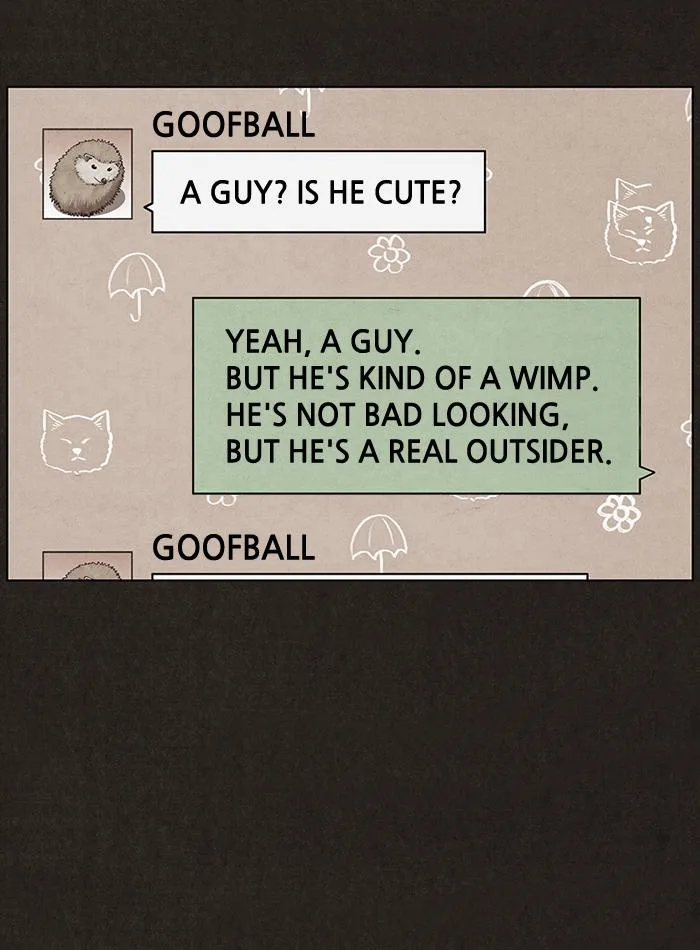 GOOFBALL
A GUY? IS HE CUTE?
YEAH, A GUY.
BUT HE'S KIND OF A WIMP.
HE'S NOT BAD LOOKING,
BUT HE'S A REAL OUTSIDER.
GOOFBALL